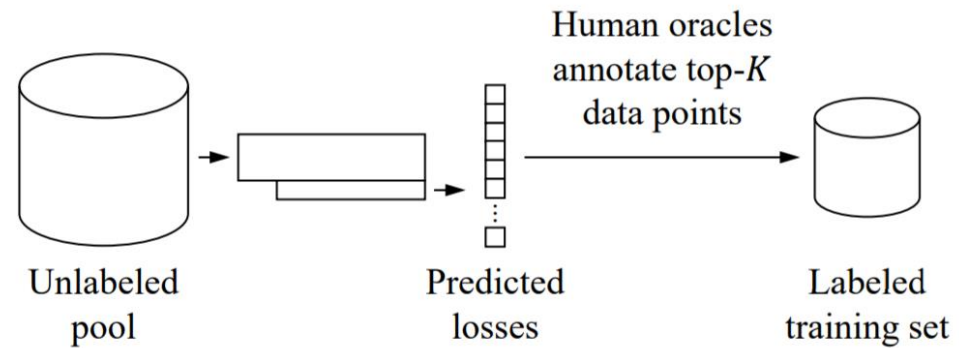 Human oracles
annotate top-K
data points
Unlabeled
pool
Predicted
losses
Labeled
training set